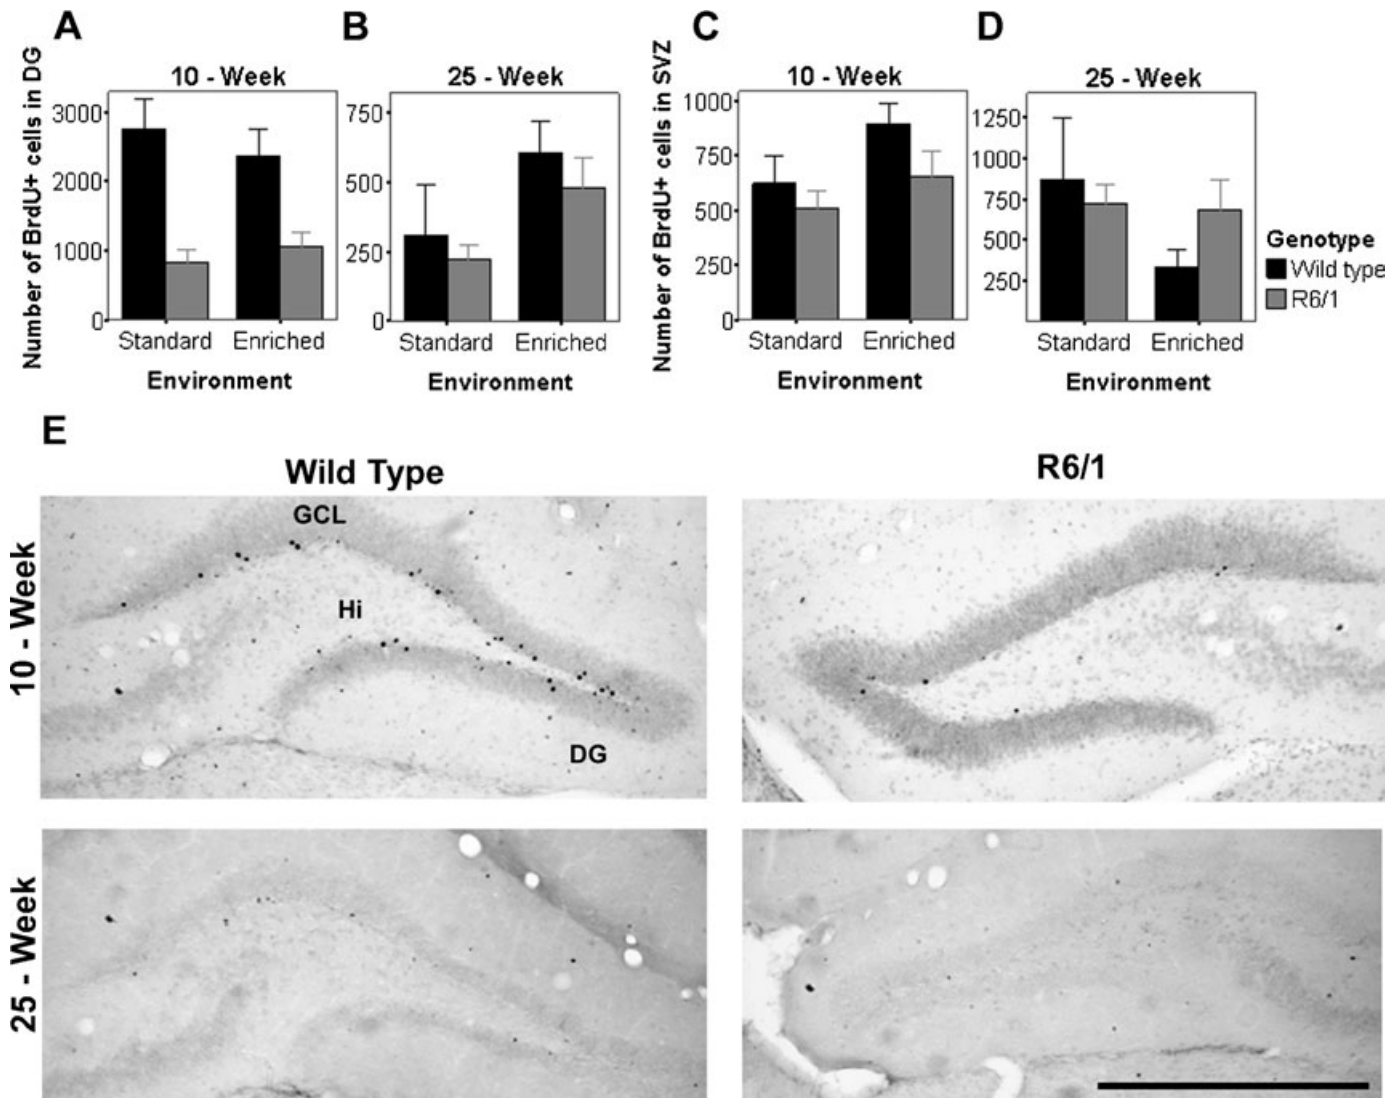 A
B
C
D
Number of BrdU+ cells in DG
10 - Week
3000
2000
1000
0
Standard
Enriched
Environment
25 - Week
750
500
250
0
Standard
Enriched
Environment
Number of BrdU+ cells in SVZ
10 - Week
1000
750
500
250
0
Standard
Enriched
Environment
25 - Week
1250
1000
750
500
250
Standard
Enriched
Environment
Genotype
Wild type
R6/1
E
Wild Type
R6/1
10 - Week
GCL
Hi
DG
25 - Week